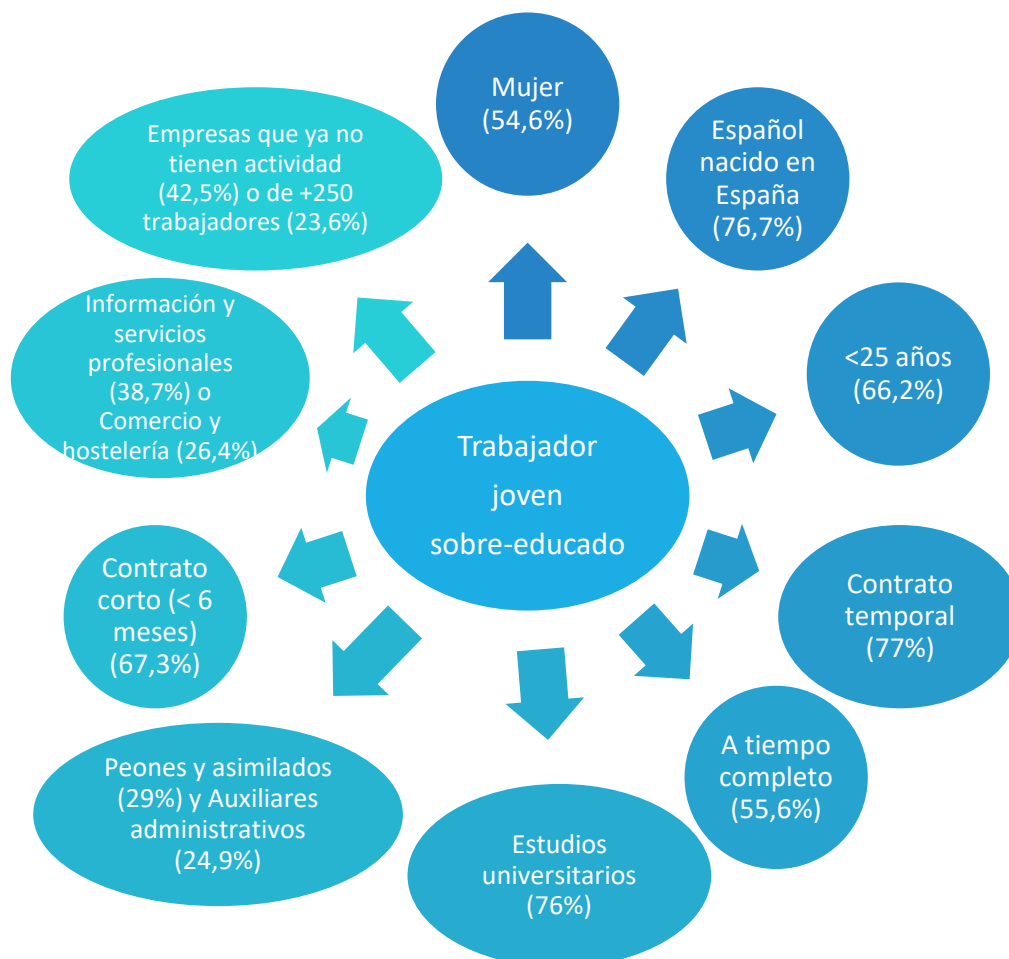 Mujer
(54,6%)
Español
nacido en
España
(76,7%)
<25 años
(66,2%)
Contrato
temporal
(77%)
A tiempo
completo
(55,6%)
Estudios
universitarios
(76%)
Peones y asimilados
(29%) y Auxiliares
administrativos
(24,9%)
Contrato
corto (< 6
meses)
(67,3%)
Información y
servicios
profesionales
(38,7%) o
Comercio y
hostelería (26,4%)
Empresas que ya no
tienen actividad
(42,5%) o de +250
trabajadores (23,6%)
Trabajador
joven
sobre-educado